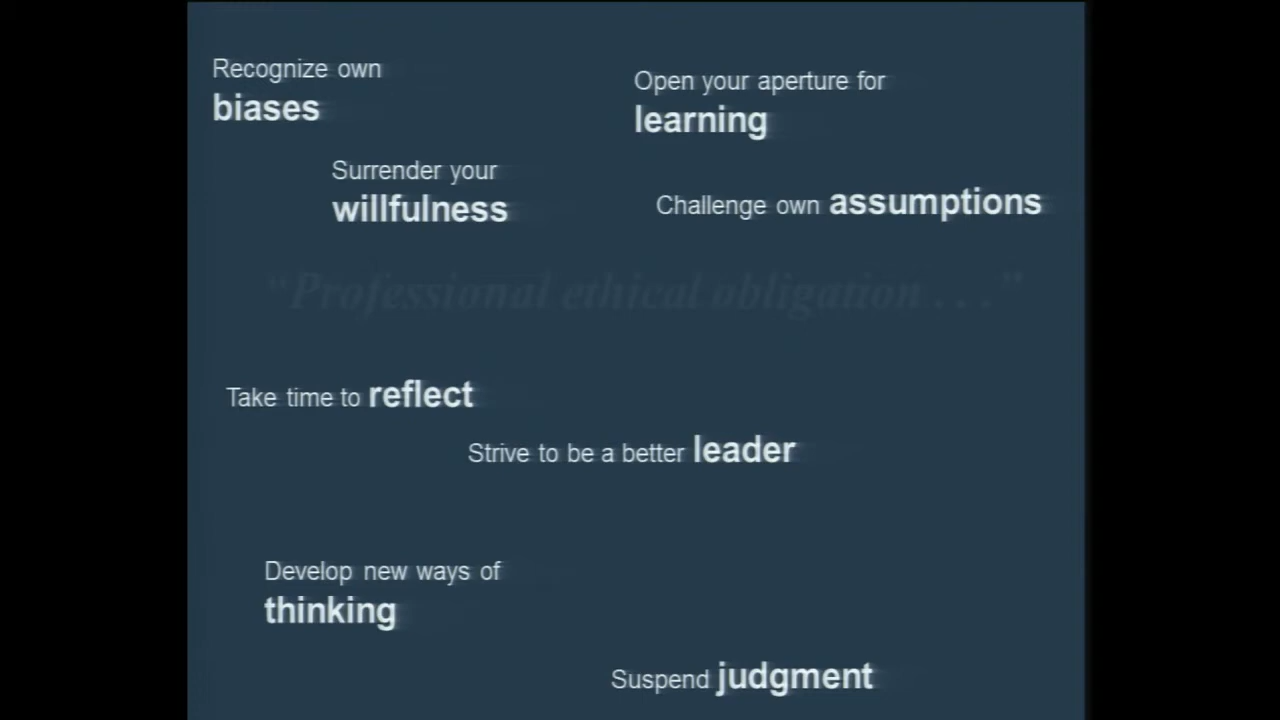 Recognize own
biases
Open your aperture for
learning
Surrender your
willfulness
Challenge own assumptions
"Professional ethical obligation . . ."
Take time to reflect
Strive to be a better leader
Develop new ways of
thinking
Suspend judgment